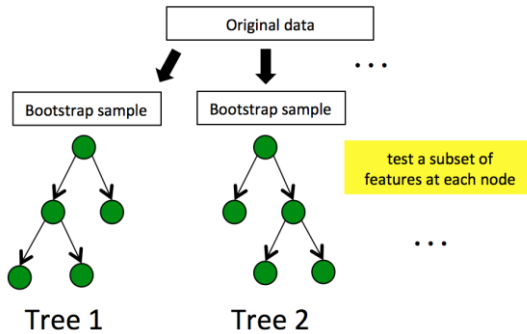 Original data
...
Bootstrap sample
Bootstrap sample
test a subset of
features at each node
...
Tree 1
Tree 2